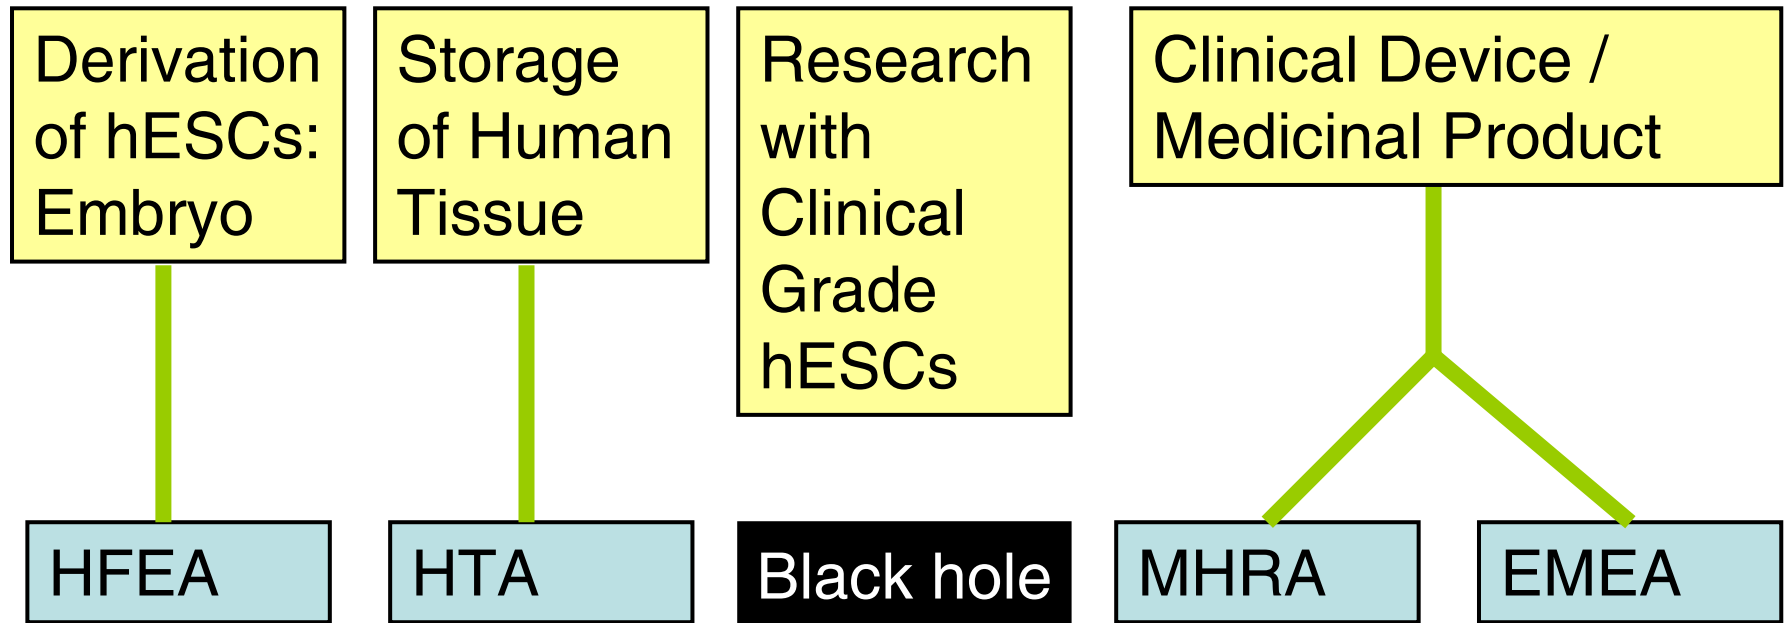 Derivation
of hESCs:
Embryo
Storage
of Human
Tissue
Research
with
Clinical
Grade
hESCs
Clinical Device /
Medicinal Product
HFEA
HTA
Black hole
MHRA
EMEA